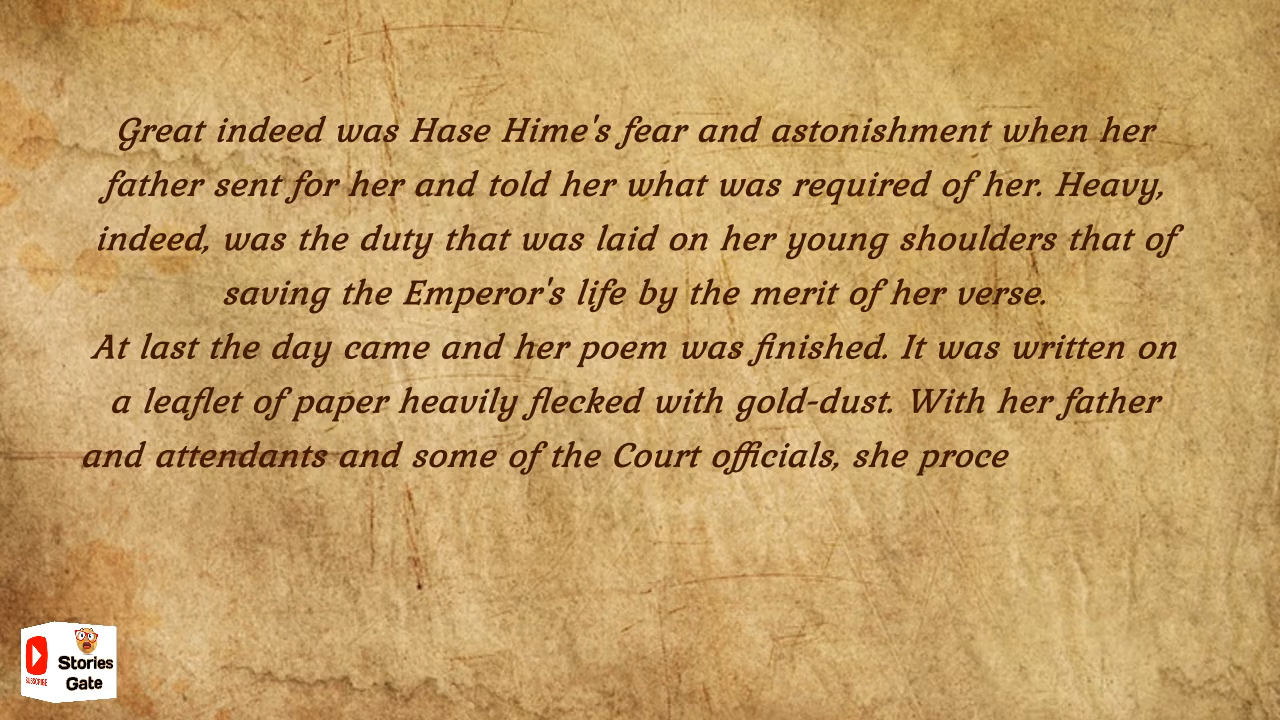 Great indeed was Hase Hime's fear and astonishment when her
father sent for her and told her what was required of her. Heavy,
indeed, was the duty that was laid on her young shoulders that of
saving the Emperor's life by the merit of her verse.
At last the day came and her poem was finished. It was written on
a leaflet of paper heavily flecked with gold-dust. With her father
and attendants and some of the Court officials, she proce
SUBSCRIBE
Stories
Gate